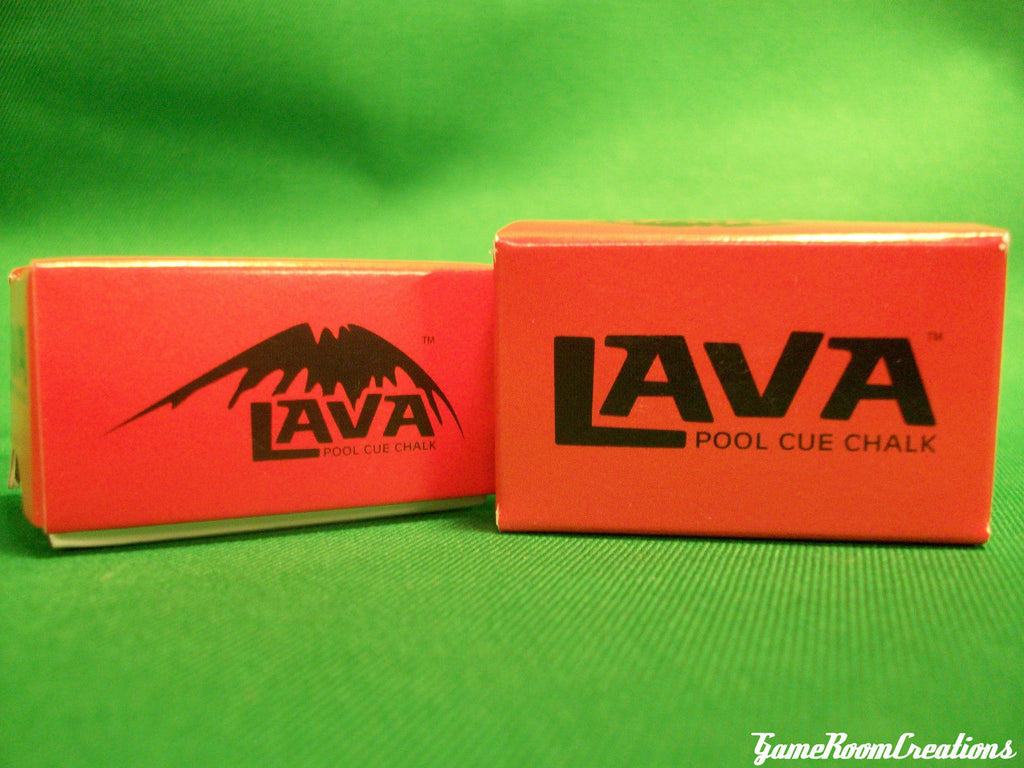 LAVA
POOL CUE CHALK
TM
LAVA
POOL CUE CHALK
TM
GameRoomCreations